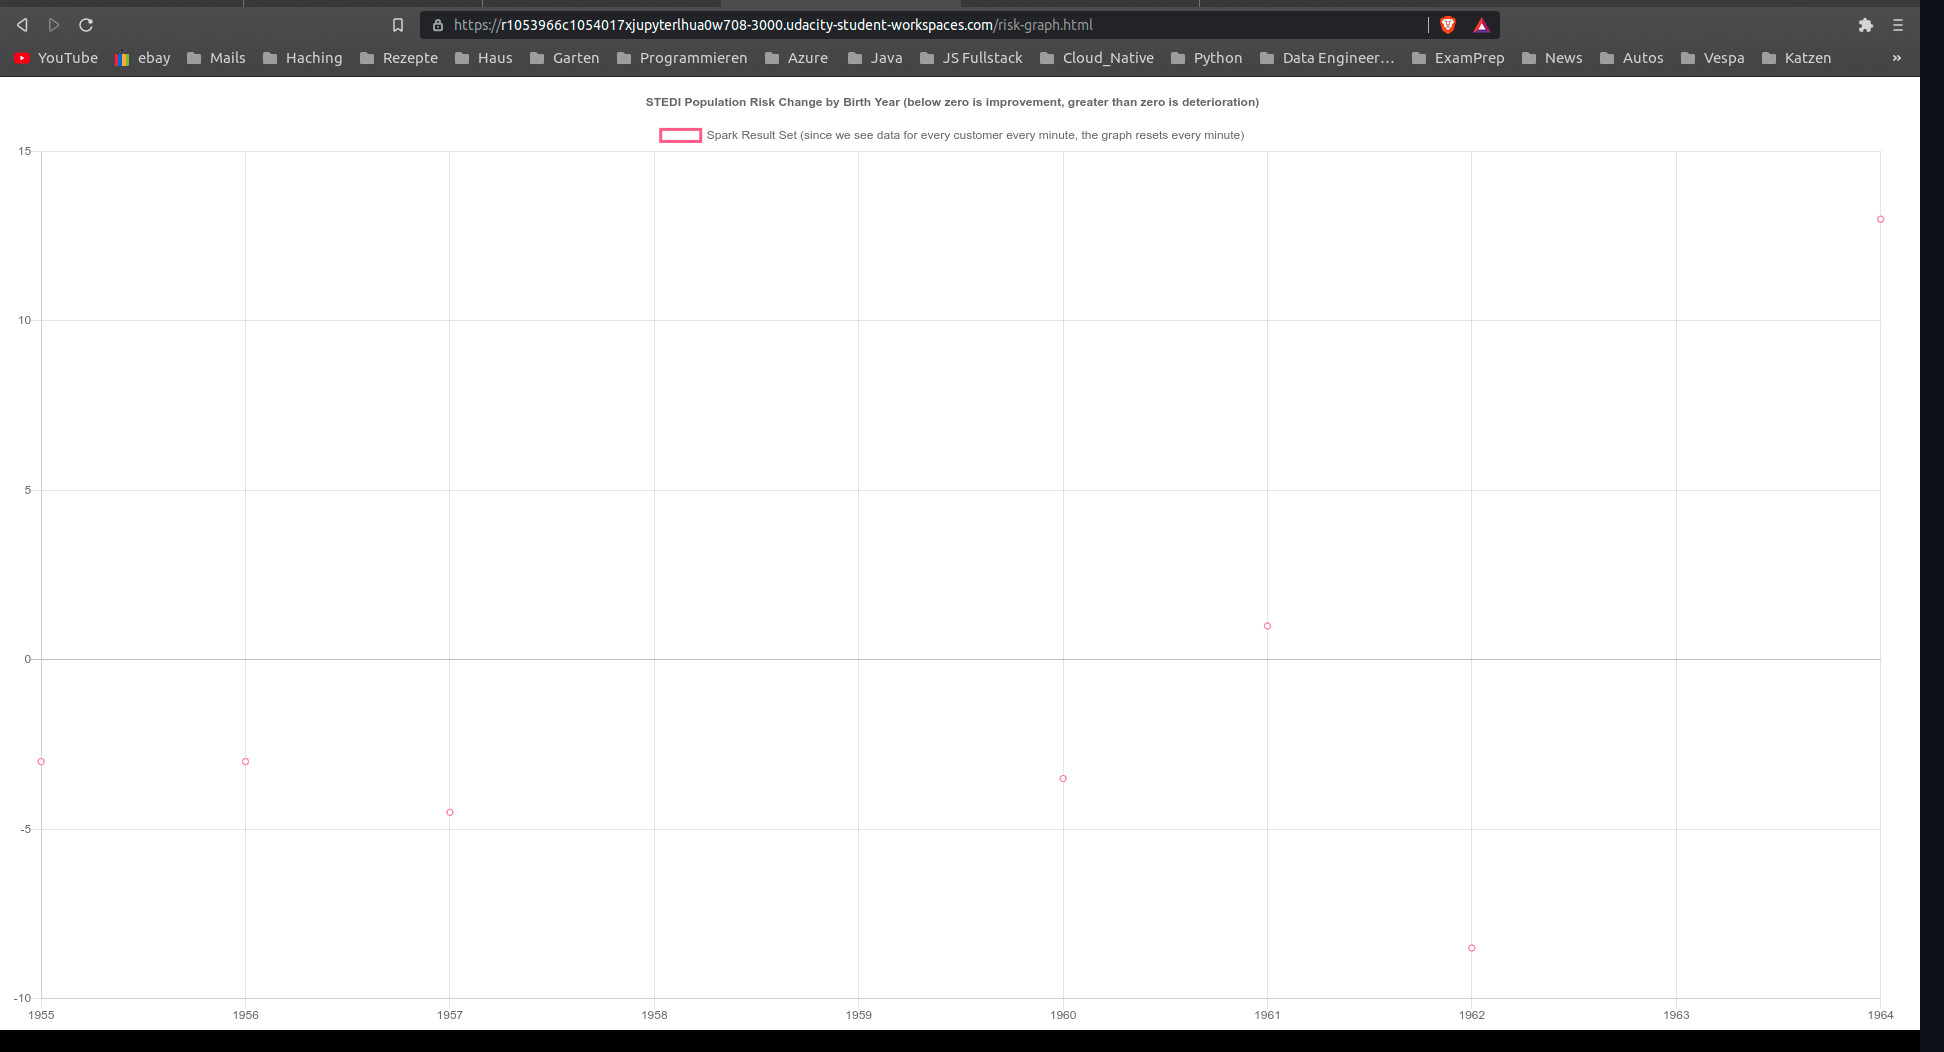 https://r1053966c1054017xjupyterlhua0w708-3000.udacity-student-workspaces.com/risk-graph.html
YouTube ebay Mails Haching Rezepte Haus Garten Programmieren Azure Java JS Fullstack Cloud_Native Python Data Engineer… ExamPrep News Autos Vespa Katzen »
STEDI Population Risk Change by Birth Year (below zero is improvement, greater than zero is deterioration)
Spark Result Set (since we see data for every customer every minute, the graph resets every minute)
15
10
5
0
-5
-10
1955 1956 1957 1958 1959 1960 1961 1962 1963 1964